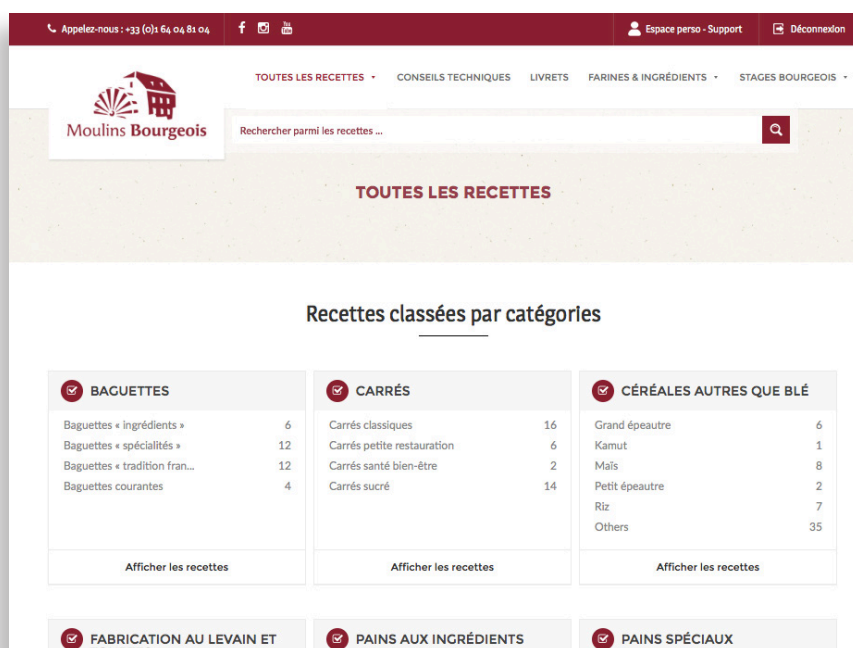 Appelez-nous : +33 (0)1 64 04 81 04
You Tube
Espace perso - Support
Déconnexion
TOUTES LES RECETTES
CONSEILS TECHNIQUES
LIVRETS
FARINES & INGRÉDIENTS
STAGES BOURGEOIS
Moulins Bourgeois
Rechercher parmi les recettes ...
TOUTES LES RECETTES
Recettes classées par catégories
BAGUETTES
Baguettes « ingrédients » 6
Baguettes « spécialités » 12
Baguettes « tradition fran... 12
Baguettes courantes 4
Afficher les recettes
CARRÉS
Carrés classiques 16
Carrés petite restauration 6
Carrés santé bien-être 2
Carrés sucré 14
Afficher les recettes
CÉRÉALES AUTRES QUE BLÉ
Grand épeautre 6
Kamut 1
Maïs 8
Petit épeautre 2
Riz 7
Others 35
Afficher les recettes
FABRICATION AU LEVAIN ET
PAINS AUX INGRÉDIENTS
PAINS SPÉCIAUX